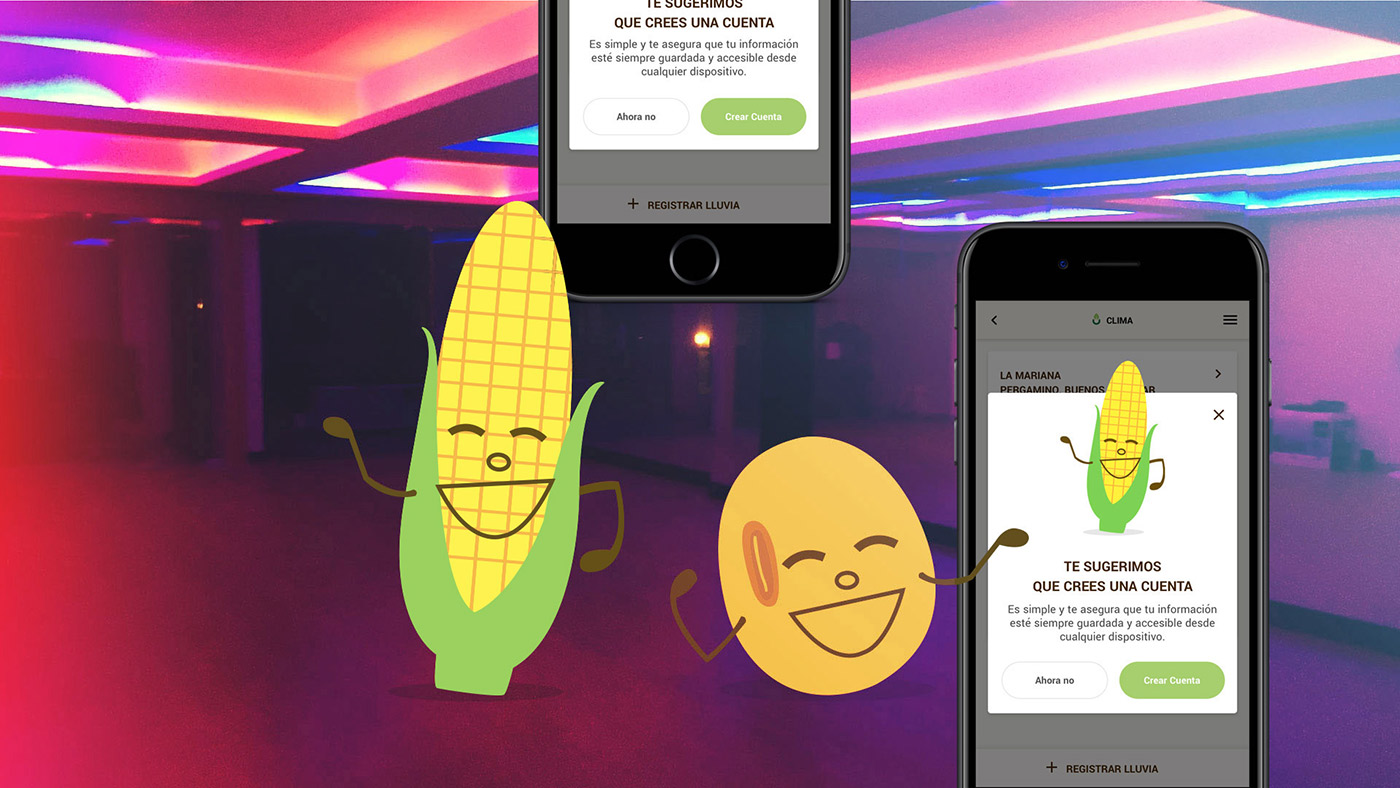 TE SUGERIMOS
QUE CREES UNA CUENTA
Es simple y te asegura que tu información
esté siempre guardada y accesible desde
cualquier dispositivo.
Ahora no
Crear Cuenta
+ REGISTRAR LLUVIA
CLIMA
LA MARIANA
PERGAMINO, BUENOS
AR
TE SUGERIMOS
QUE CREES UNA CUENTA
Es simple y te asegura que tu información
esté siempre guardada y accesible desde
cualquier dispositivo.
Ahora no
Crear Cuenta
+ REGISTRAR LLUVIA